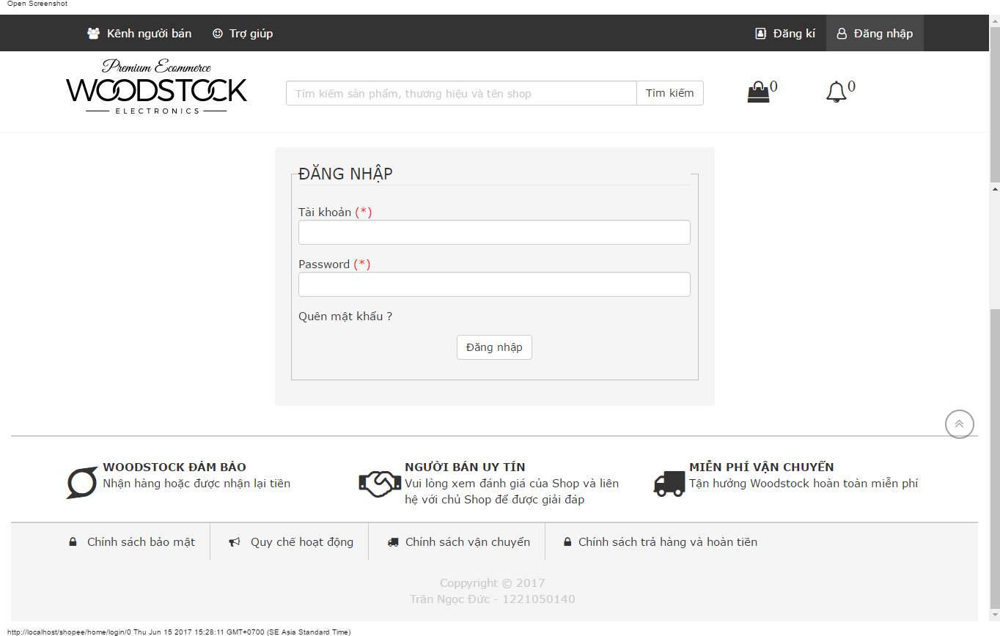 Open Screenshot
Kênh người bán Trợ giúp Đăng kí Đăng nhập
Premium Ecommerce
WOODSTOCK
ELECTRONICS
Tìm kiếm sản phẩm, thương hiệu và tên shop Tìm kiếm 0 0
ĐĂNG NHẬP
Tài khoản (*)
Password (*)
Quên mật khẩu ?
Đăng nhập
WOODSTOCK ĐẢM BẢO
Nhận hàng hoặc được nhận lại tiền
NGƯỜI BÁN UY TÍN
Vui lòng xem đánh giá của Shop và liên
hệ với chủ Shop để được giải đáp
MIỄN PHÍ VẬN CHUYỂN
Tận hưởng Woodstock hoàn toàn miễn phí
Chính sách bảo mật Quy chế hoạt động Chính sách vận chuyển Chính sách trả hàng và hoàn tiền
Coppyright © 2017
Trần Ngọc Đức - 1221050140
http://localhost/shopee/home/login/0 Thu Jun 15 2017 15:28:11 GMT+0700 (SE Asia Standard Time)